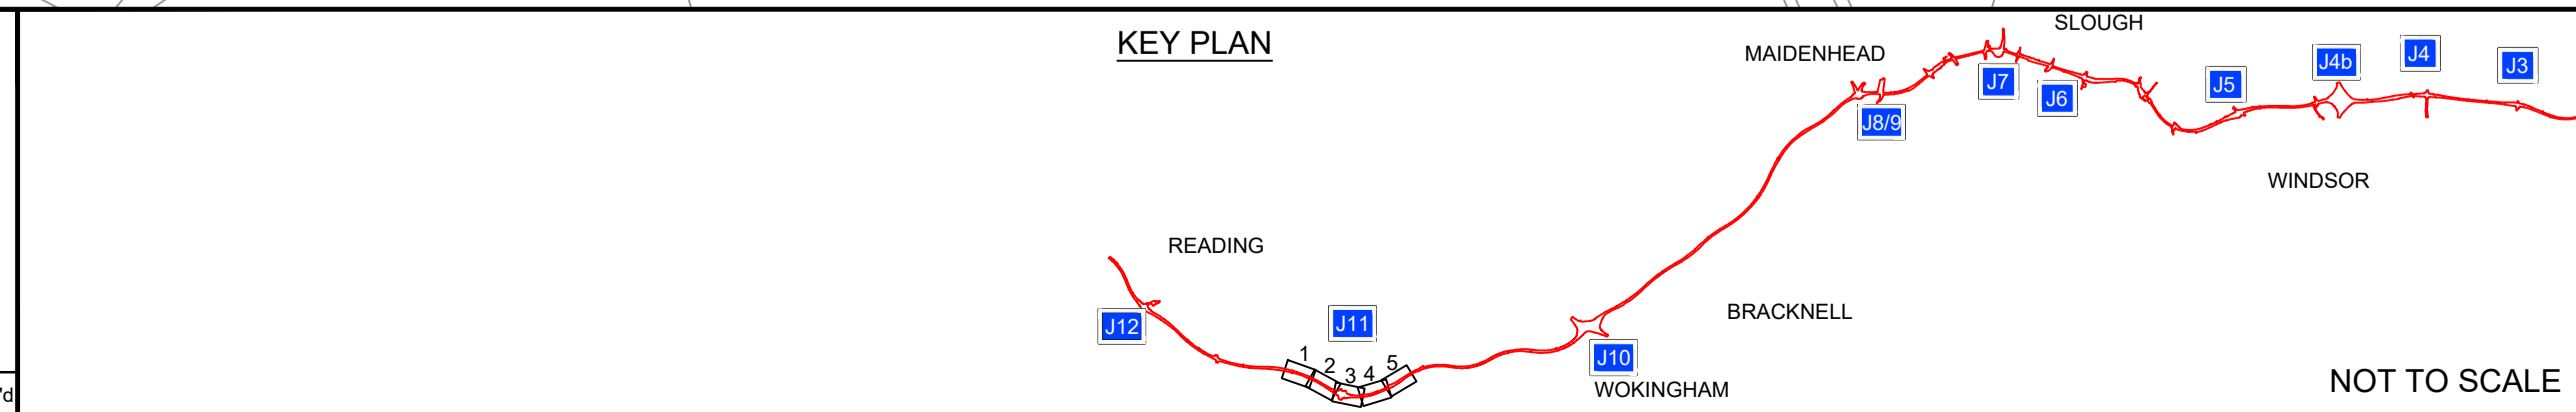 KEY PLAN
SLOUGH
MAIDENHEAD
J4b
J4
J3
J7
J5
J6
J8/9
WINDSOR
READING
BRACKNELL
J12
J11
1
2
3
4
5
J10
WOKINGHAM
NOT TO SCALE
'd